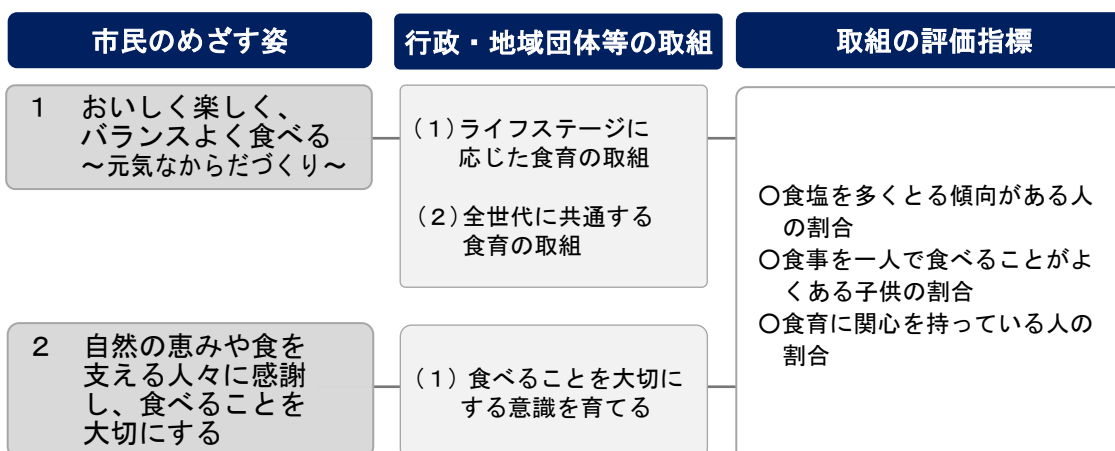 市民のめざす姿
行政・地域団体等の取組
取組の評価指標
1 おいしく楽しく、
バランスよく食べる
～元気なからだづくり～
（１）ライフステージに
応じた食育の取組
（２）全世代に共通する
食育の取組
〇食塩を多くとる傾向がある人
の割合
〇食事を一人で食べることがよ
くある子供の割合
〇食育に関心を持っている人の
割合
2 自然の恵みや食を
支える人々に感謝
し、食べることを
大切にする
（１）食べることを大切に
する意識を育てる